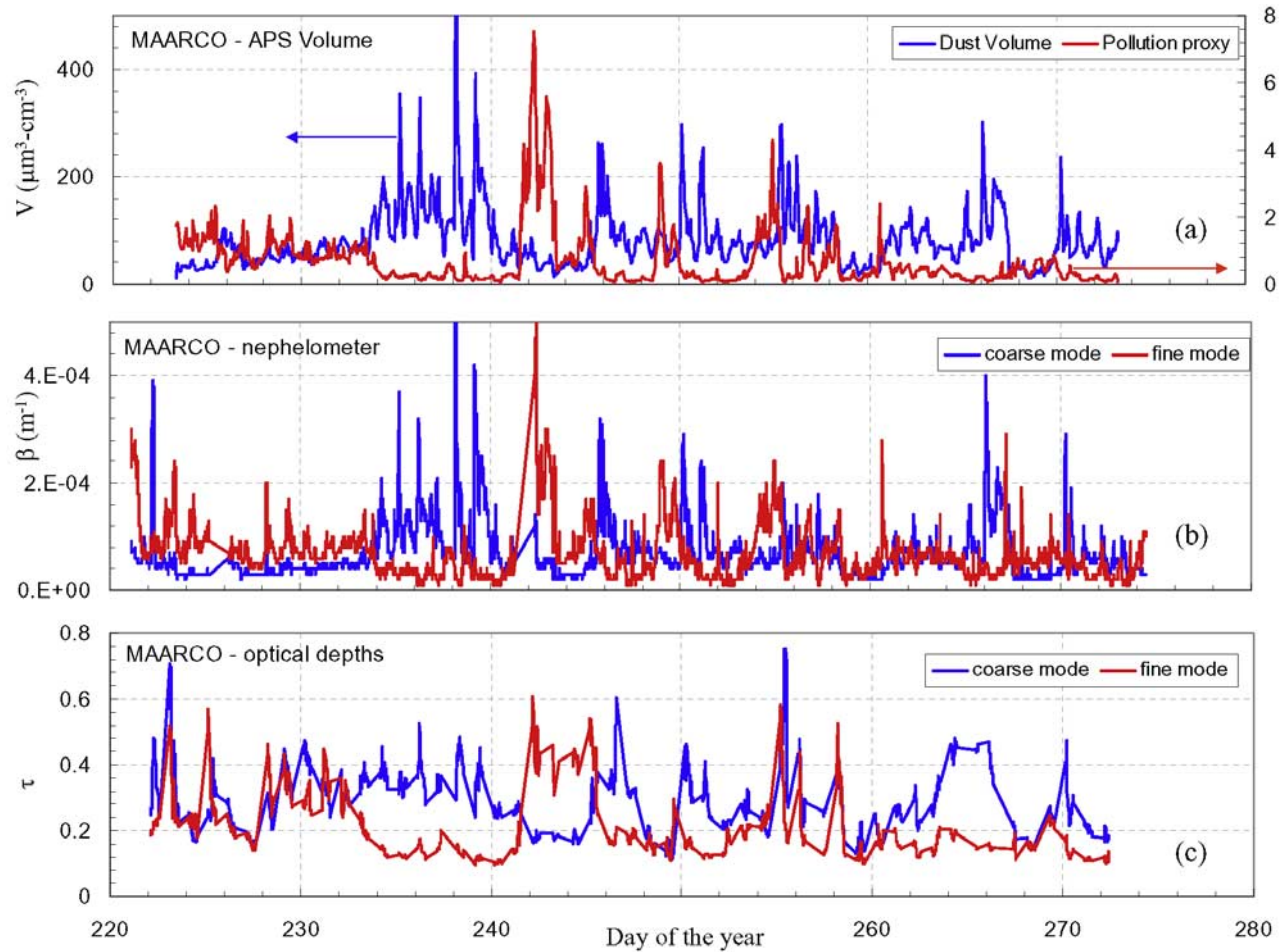 MAARCO - APS Volume
Dust Volume Pollution proxy
V (µm³-cm⁻³)
400
200
0
8
6
4
2
0
(a)
MAARCO - nephelometer
coarse mode fine mode
β (m⁻¹)
4.E-04
2.E-04
0.E+00
(b)
MAARCO - optical depths
coarse mode fine mode
τ
0.8
0.6
0.4
0.2
0
(c)
220 230 240 250 260 270 280
Day of the year